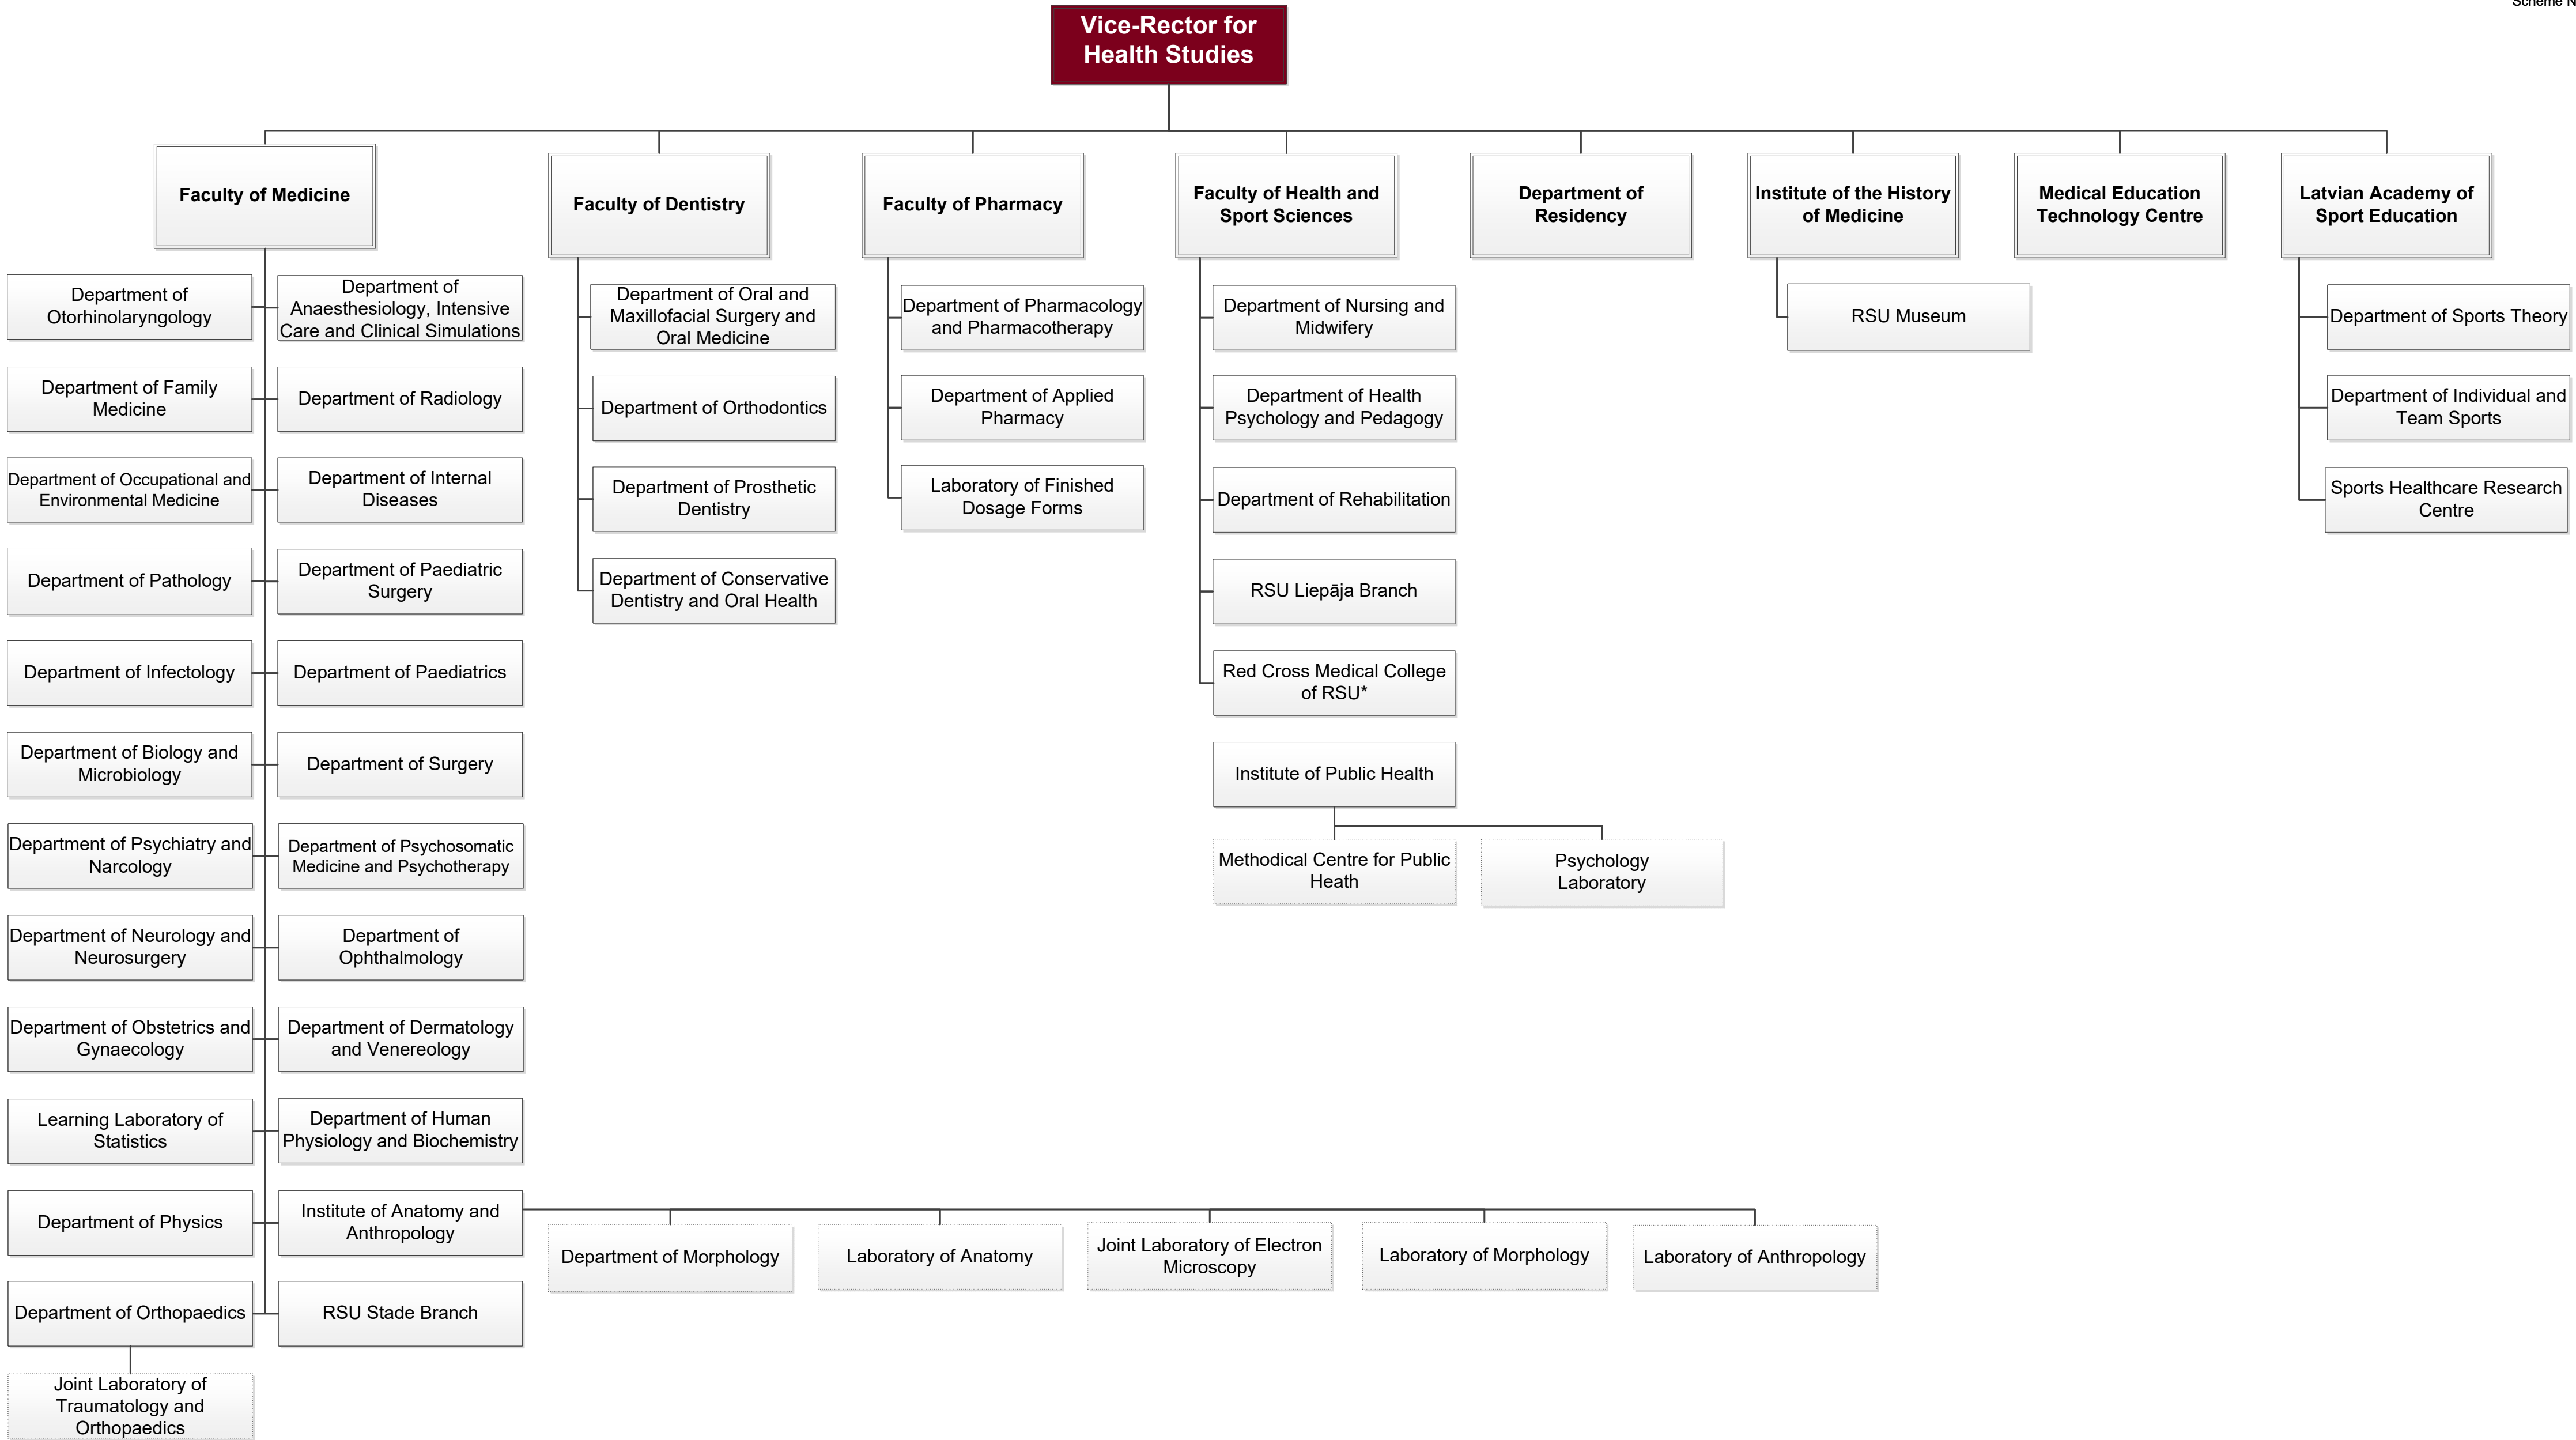 Scheme N
Vice-Rector for
Health Studies
Faculty of Medicine
Faculty of Dentistry
Faculty of Pharmacy
Faculty of Health and
Sport Sciences
Department of
Residency
Institute of the History
of Medicine
Medical Education
Technology Centre
Latvian Academy of
Sport Education
Department of
Otorhinolaryngology
Department of
Anaesthesiology, Intensive
Care and Clinical Simulations
Department of Family
Medicine
Department of Radiology
Department of Occupational and
Environmental Medicine
Department of Internal
Diseases
Department of Pathology
Department of Paediatric
Surgery
Department of Infectology
Department of Paediatrics
Department of Biology and
Microbiology
Department of Surgery
Department of Psychiatry and
Narcology
Department of Psychosomatic
Medicine and Psychotherapy
Department of Neurology and
Neurosurgery
Department of
Ophthalmology
Department of Obstetrics and
Gynaecology
Department of Dermatology
and Venereology
Learning Laboratory of
Statistics
Department of Human
Physiology and Biochemistry
Department of Physics
Institute of Anatomy and
Anthropology
Department of Morphology
Laboratory of Anatomy
Joint Laboratory of Electron
Microscopy
Laboratory of Morphology
Laboratory of Anthropology
Department of Orthopaedics
RSU Stade Branch
Joint Laboratory of
Traumatology and
Orthopaedics
Department of Oral and
Maxillofacial Surgery and
Oral Medicine
Department of Orthodontics
Department of Prosthetic
Dentistry
Department of Conservative
Dentistry and Oral Health
Department of Pharmacology
and Pharmacotherapy
Department of Applied
Pharmacy
Laboratory of Finished
Dosage Forms
Department of Nursing and
Midwifery
Department of Health
Psychology and Pedagogy
Department of Rehabilitation
RSU Liepāja Branch
Red Cross Medical College
of RSU*
Institute of Public Health
Methodical Centre for Public
Heath
Psychology
Laboratory
RSU Museum
Department of Sports Theory
Department of Individual and
Team Sports
Sports Healthcare Research
Centre